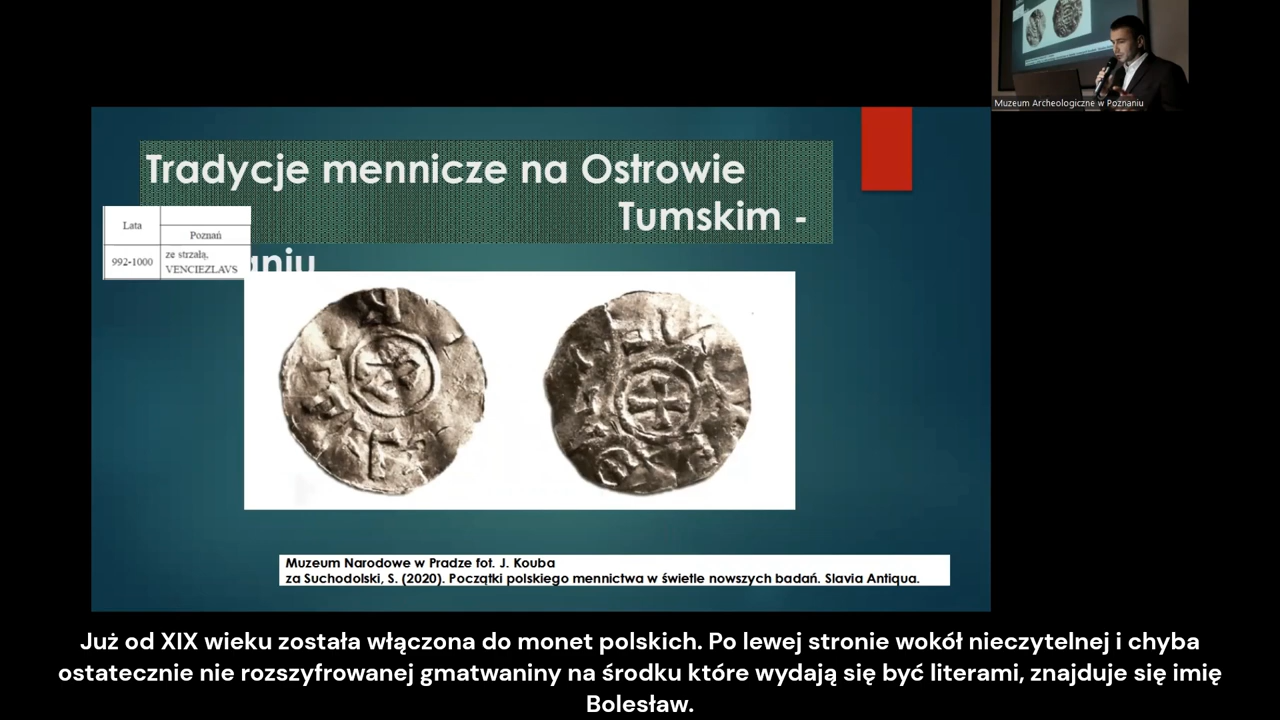 Muzeum Archeologiczne w Poznaniu
Tradycje mennicze na Ostrowie
Tumskim -
Lata
Poznań
992-1000
ze strzałą,
VENCIEZLAVS
Muzeum Narodowe w Pradze fot. J. Kouba
za Suchodolski, S. (2020). Początki polskiego mennictwa w świetle nowszych badań. Slavia Antiqua.
Już od XIX wieku została włączona do monet polskich. Po lewej stronie wokół nieczytelnej i chyba
ostatecznie nie rozszyfrowanej gmatwaniny na środku które wydają się być literami, znajduje się imię
Bolesław.